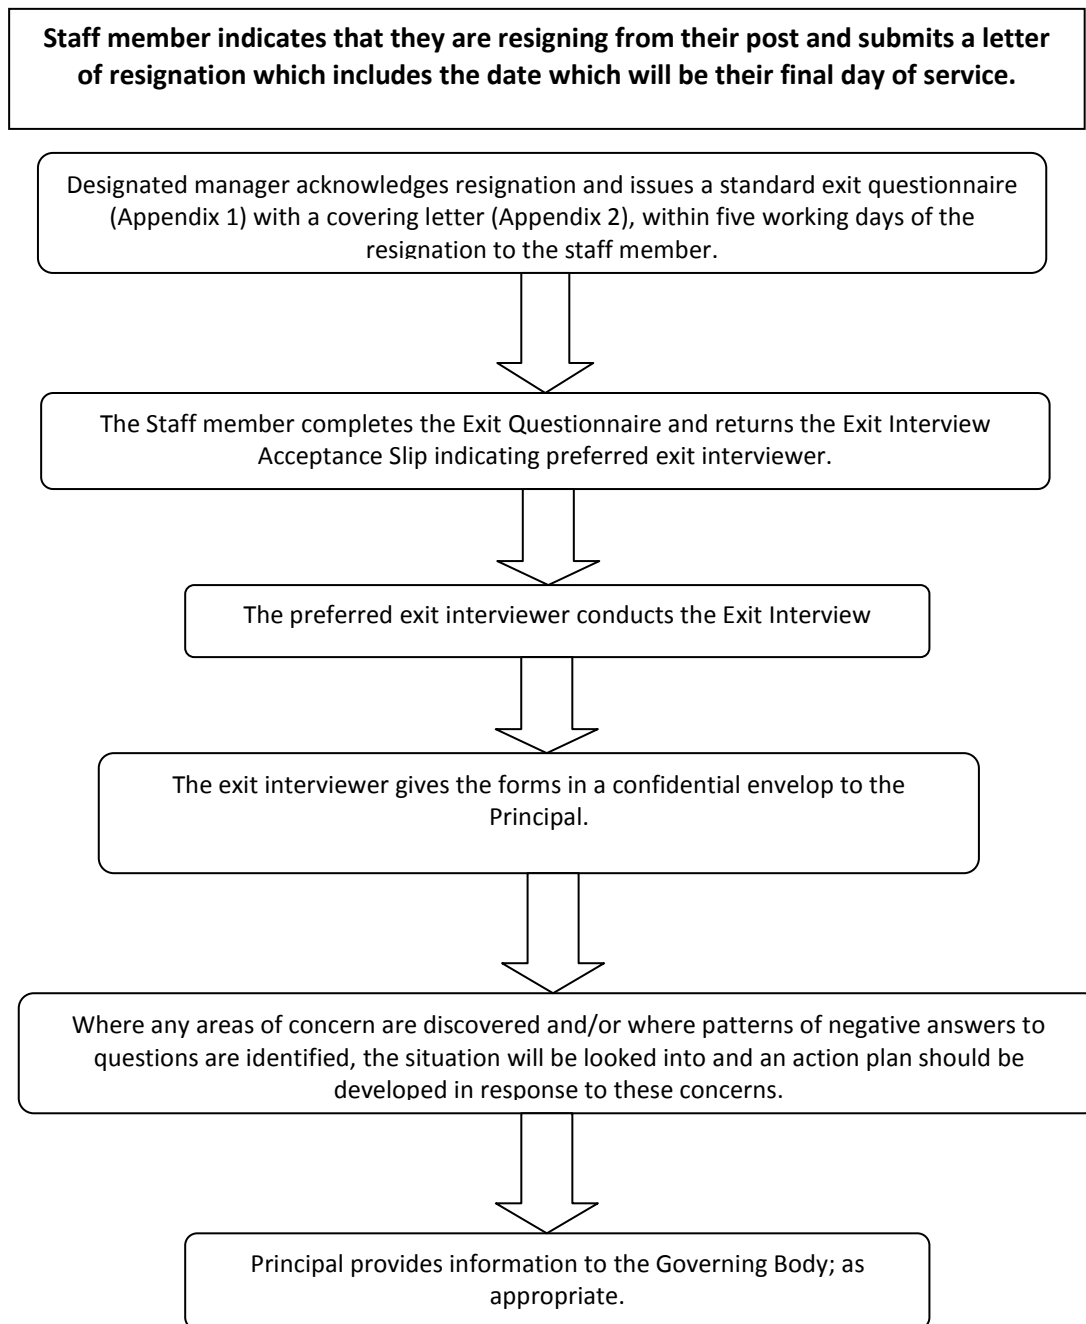 Staff member indicates that they are resigning from their post and submits a letter
of resignation which includes the date which will be their final day of service.
Designated manager acknowledges resignation and issues a standard exit questionnaire
(Appendix 1) with a covering letter (Appendix 2), within five working days of the
resignation to the staff member.
The Staff member completes the Exit Questionnaire and returns the Exit Interview
Acceptance Slip indicating preferred exit interviewer.
The preferred exit interviewer conducts the Exit Interview
The exit interviewer gives the forms in a confidential envelop to the
Principal.
Where any areas of concern are discovered and/or where patterns of negative answers to
questions are identified, the situation will be looked into and an action plan should be
developed in response to these concerns.
Principal provides information to the Governing Body; as
appropriate.